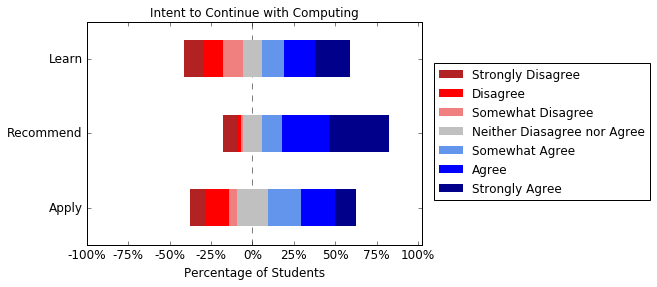 Intent to Continue with Computing
Learn
Recommend
Apply
-100% -75% -50% -25% 0% 25% 50% 75% 100%
Percentage of Students
Strongly Disagree
Disagree
Somewhat Disagree
Neither Diasagree nor Agree
Somewhat Agree
Agree
Strongly Agree